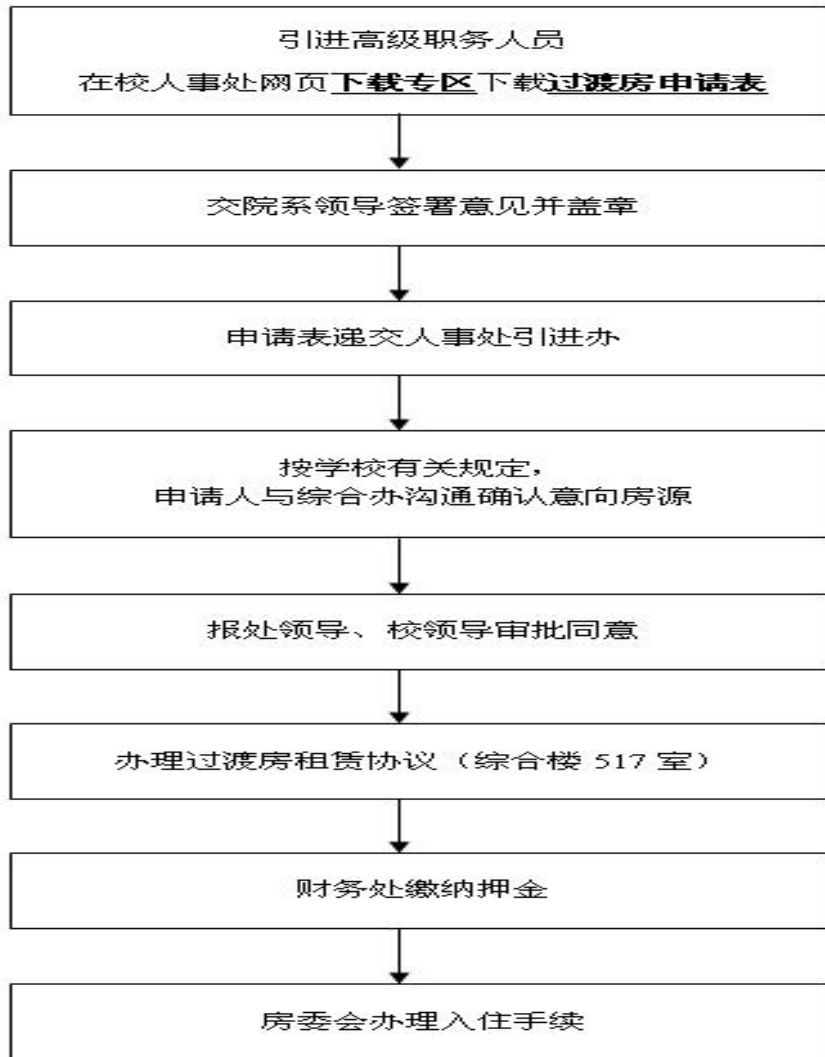 引进高级职务人员
在校人事处网页下载专区下载过渡房申请表
交院系领导签署意见并盖章
申请表递交人事处引进办
按学校有关规定，
申请人与综合办沟通确认意向房源
报处领导、校领导审批同意
办理过渡房租赁协议（综合楼 517 室）
财务处缴纳押金
房委会办理入住手续